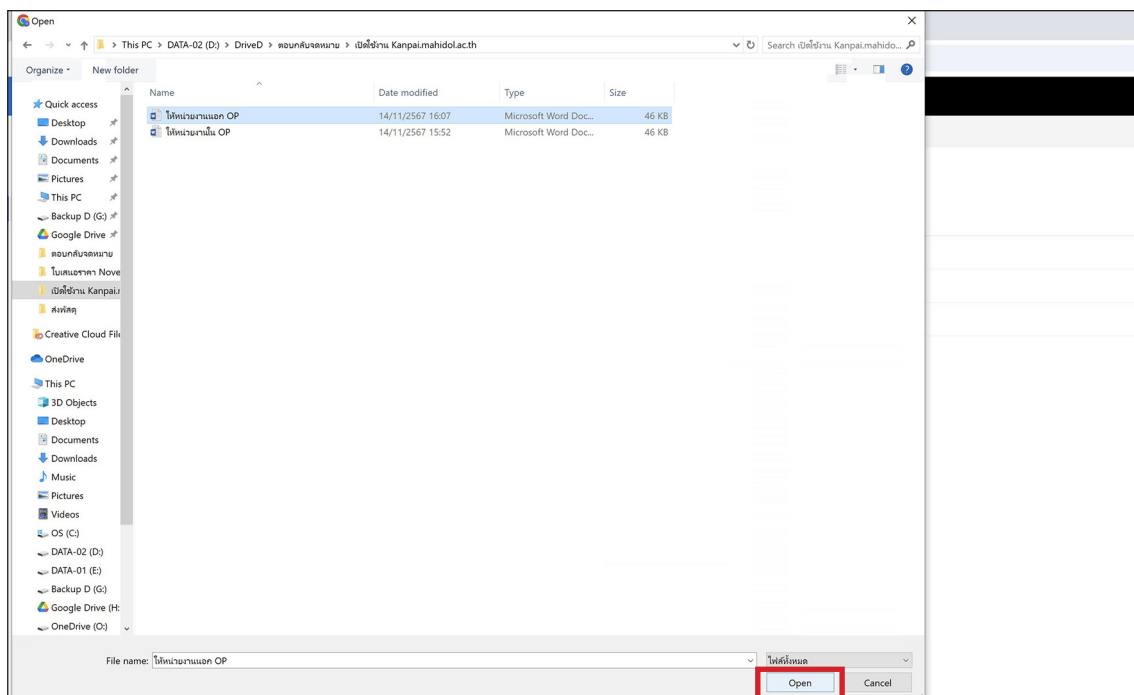 Open
This PC > DATA-02 (D:) > DriveD > ตอบกลับจดหมาย > เปิดใช้งาน Kanpai.mahidol.ac.th
Search เปิดใช้งาน Kanpai.mahido...
Organize
New folder
Name Date modified Type Size
ให้หน่วยงานนอก OP 14/11/2567 16:07 Microsoft Word Doc... 46 KB
ให้หน่วยงานใน OP 14/11/2567 15:52 Microsoft Word Doc... 46 KB
Quick access
Desktop
Downloads
Documents
Pictures
This PC
Backup D (G:)
Google Drive
ตอบกลับจดหมาย
ใบเสนอราคา Nove
เปิดใช้งาน Kanpai.r
ส่งพัสดุ
Creative Cloud File
OneDrive
This PC
3D Objects
Desktop
Documents
Downloads
Music
Pictures
Videos
OS (C:)
DATA-02 (D:)
DATA-01 (E:)
Backup D (G:)
Google Drive (H:
OneDrive (O:)
File name: ให้หน่วยงานนอก OP
ไฟล์ทั้งหมด
Open
Cancel